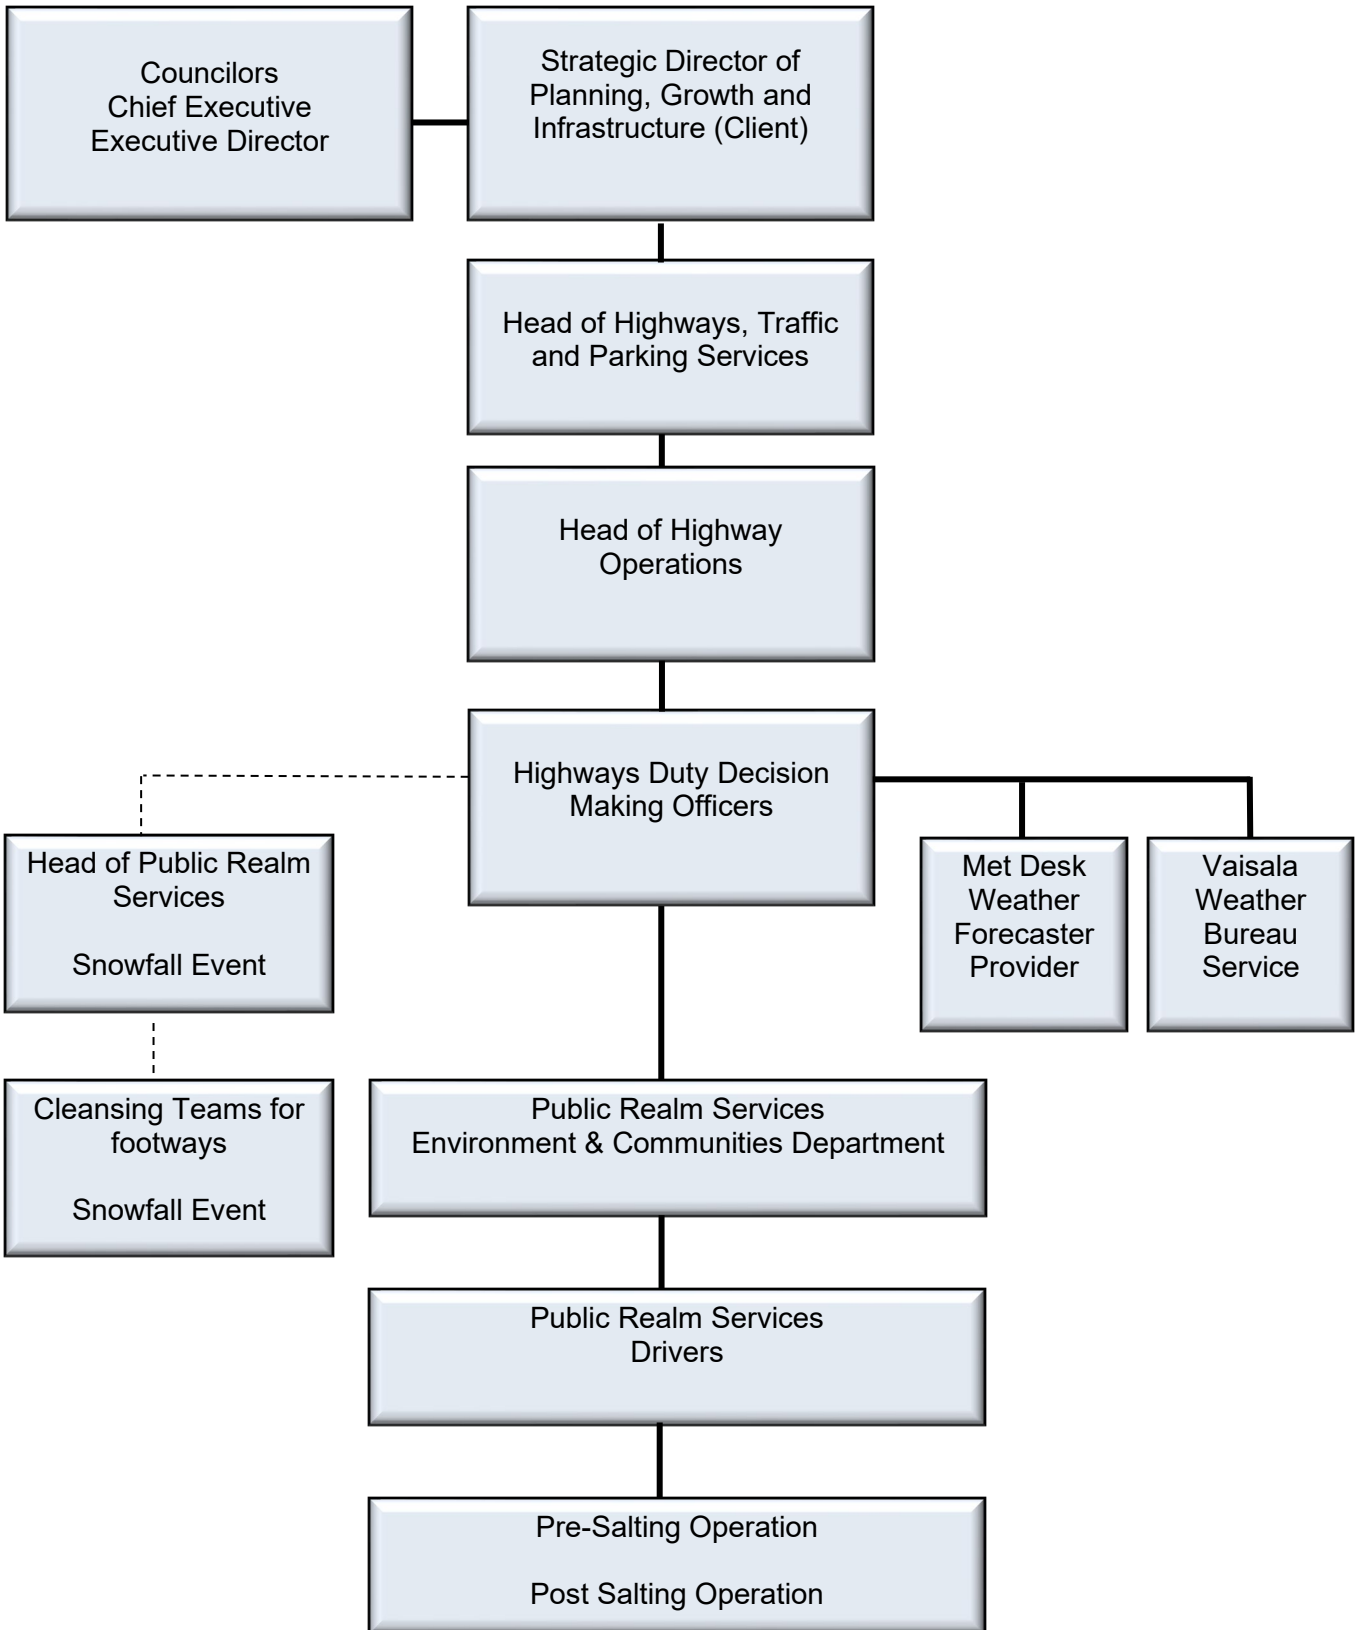 Councilors
Chief Executive
Executive Director
Strategic Director of
Planning, Growth and
Infrastructure (Client)
Head of Highways, Traffic
and Parking Services
Head of Highway
Operations
Highways Duty Decision
Making Officers
Head of Public Realm
Services
Snowfall Event
Met Desk
Weather
Forecaster
Provider
Vaisala
Weather
Bureau
Service
Cleansing Teams for
footways
Snowfall Event
Public Realm Services
Environment & Communities Department
Public Realm Services
Drivers
Pre-Salting Operation
Post Salting Operation